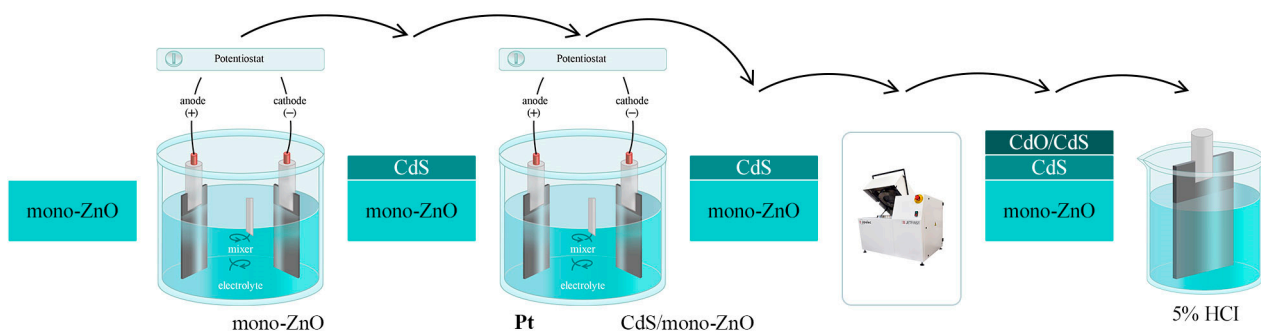 mono-ZnO
Potentiostat
anode
(+)
cathode
(−)
mixer
electrolyte
mono-ZnO
CdS
mono-ZnO
Potentiostat
anode
(+)
cathode
(−)
mixer
electrolyte
Pt
CdS/mono-ZnO
CdS
mono-ZnO
CdO/CdS
CdS
mono-ZnO
5% HCI